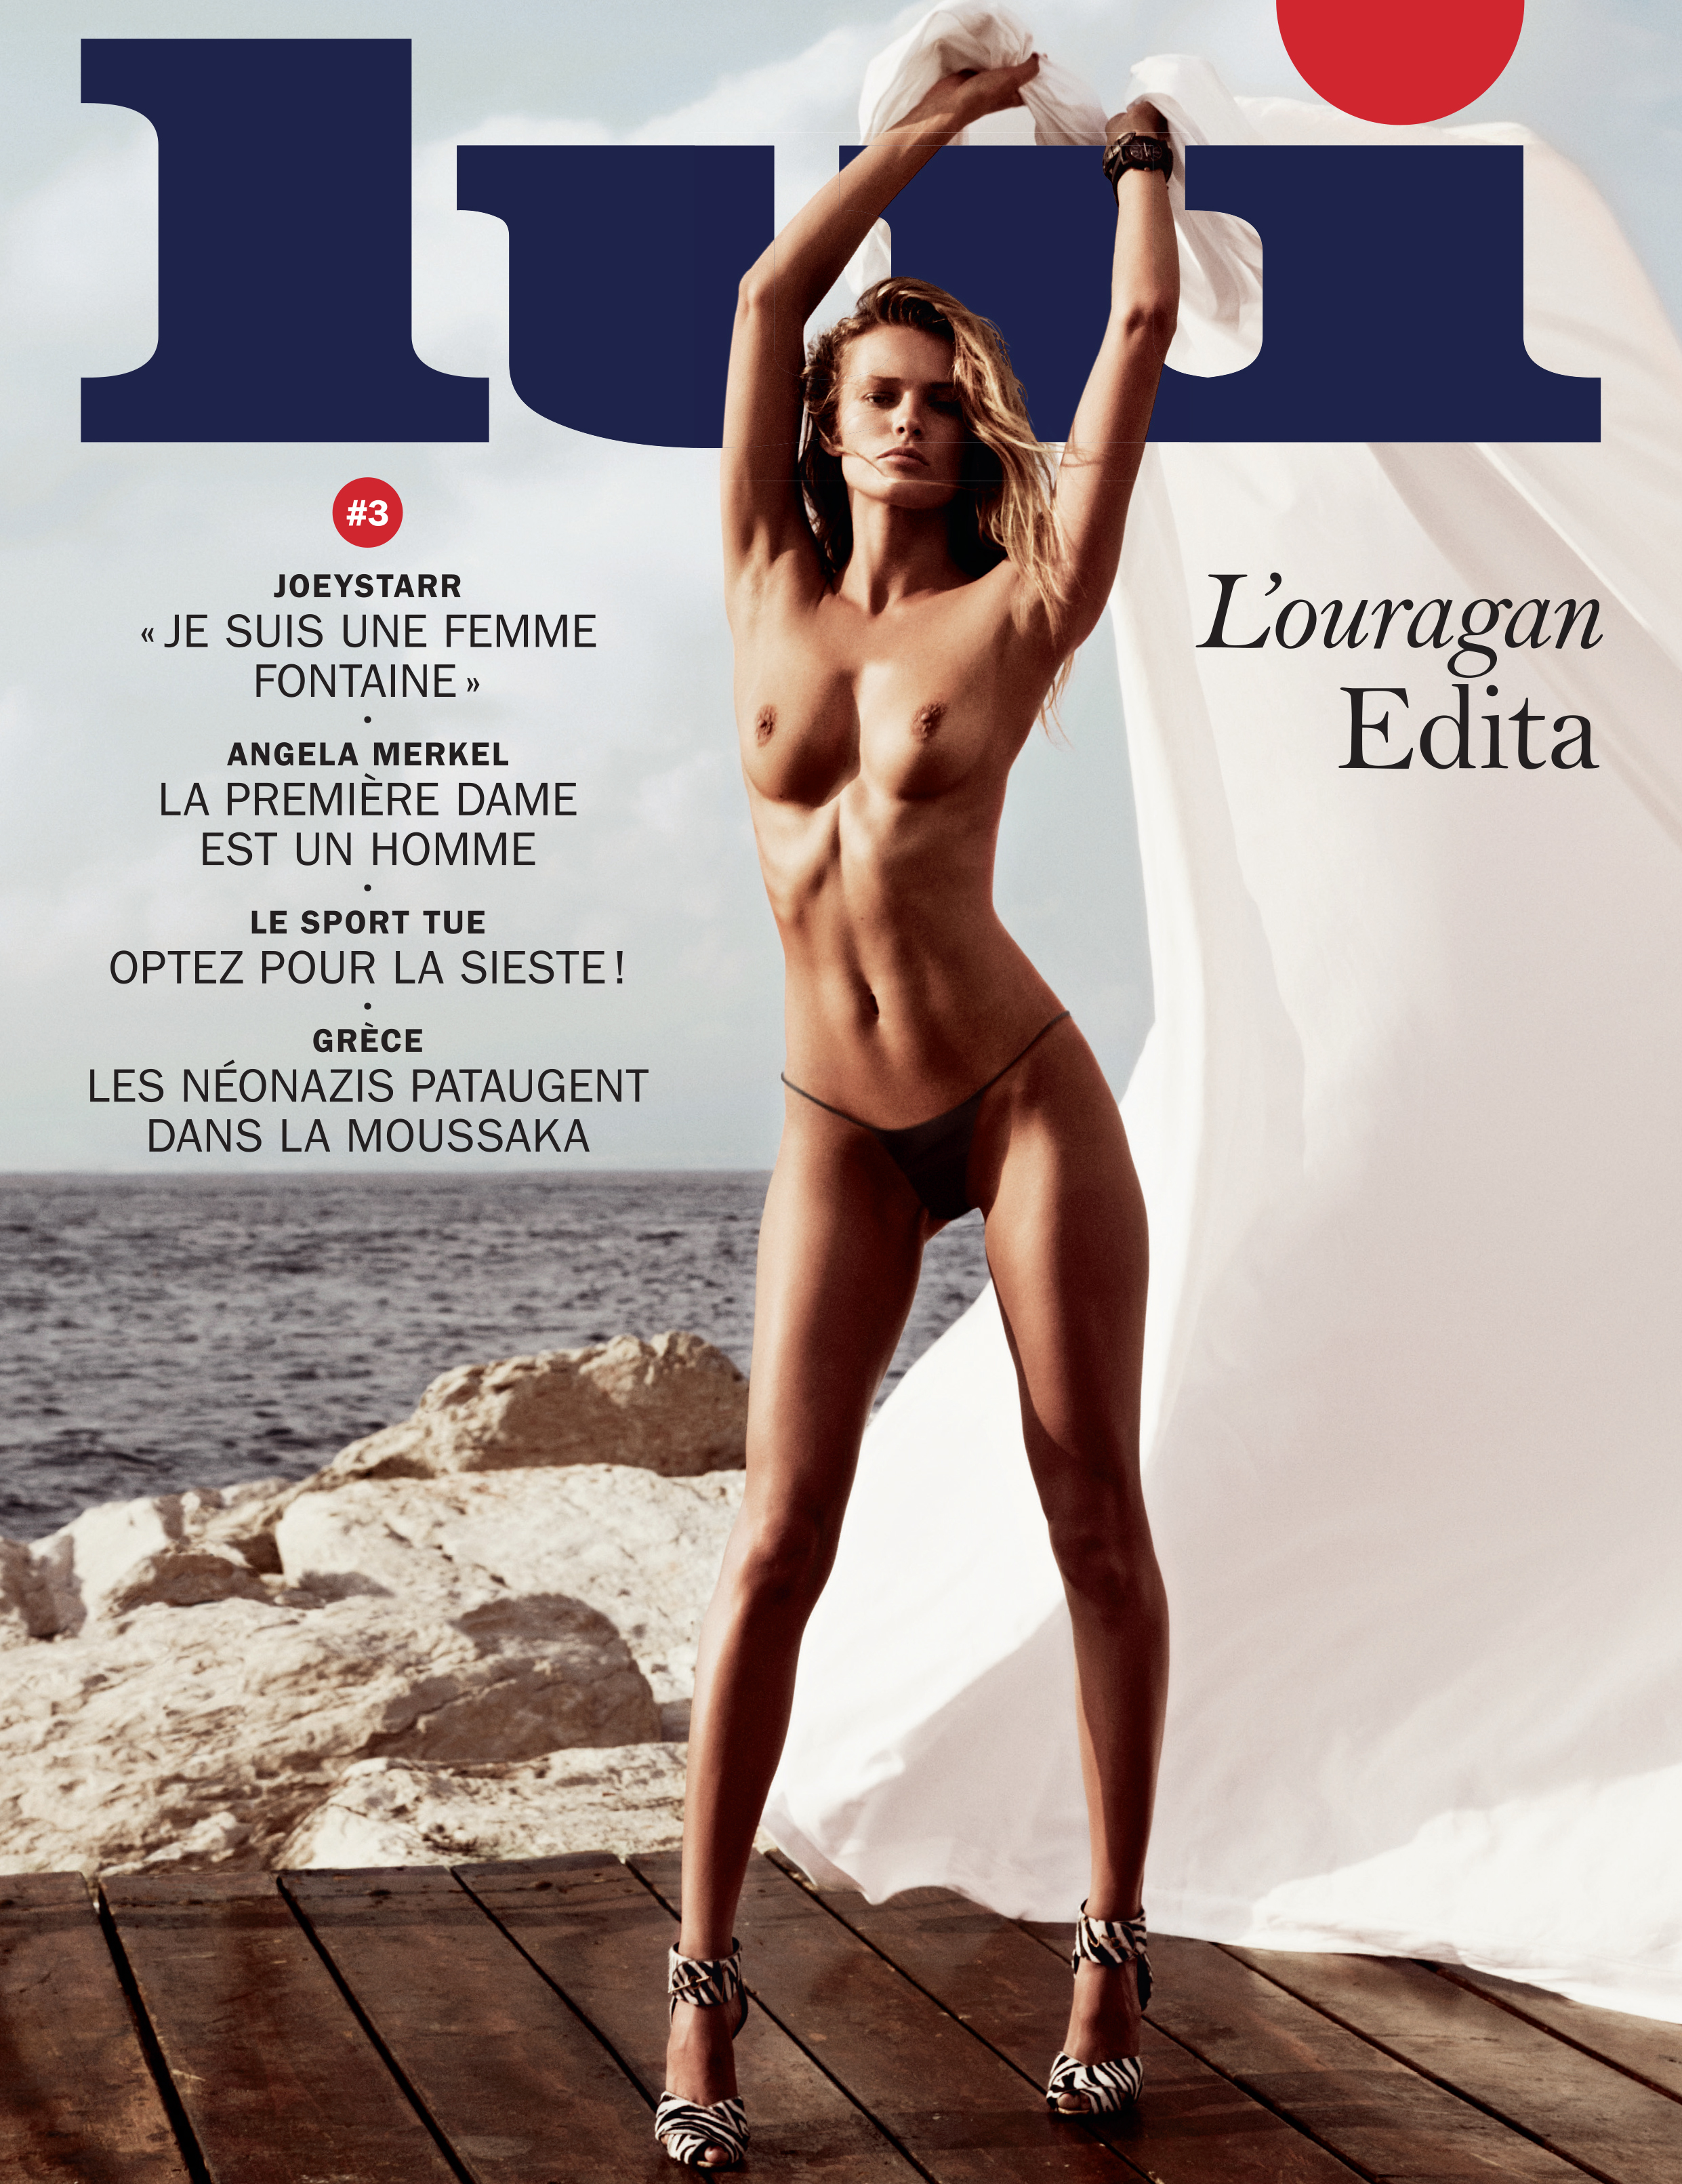 lui
#3
JOEYSTARR
« JE SUIS UNE FEMME
FONTAINE »
•
ANGELA MERKEL
LA PREMIÈRE DAME
EST UN HOMME
•
LE SPORT TUE
OPTEZ POUR LA SIESTE !
•
GRÈCE
LES NÉONAZIS PATAUGENT
DANS LA MOUSSAKA
L’ouragan
Edita